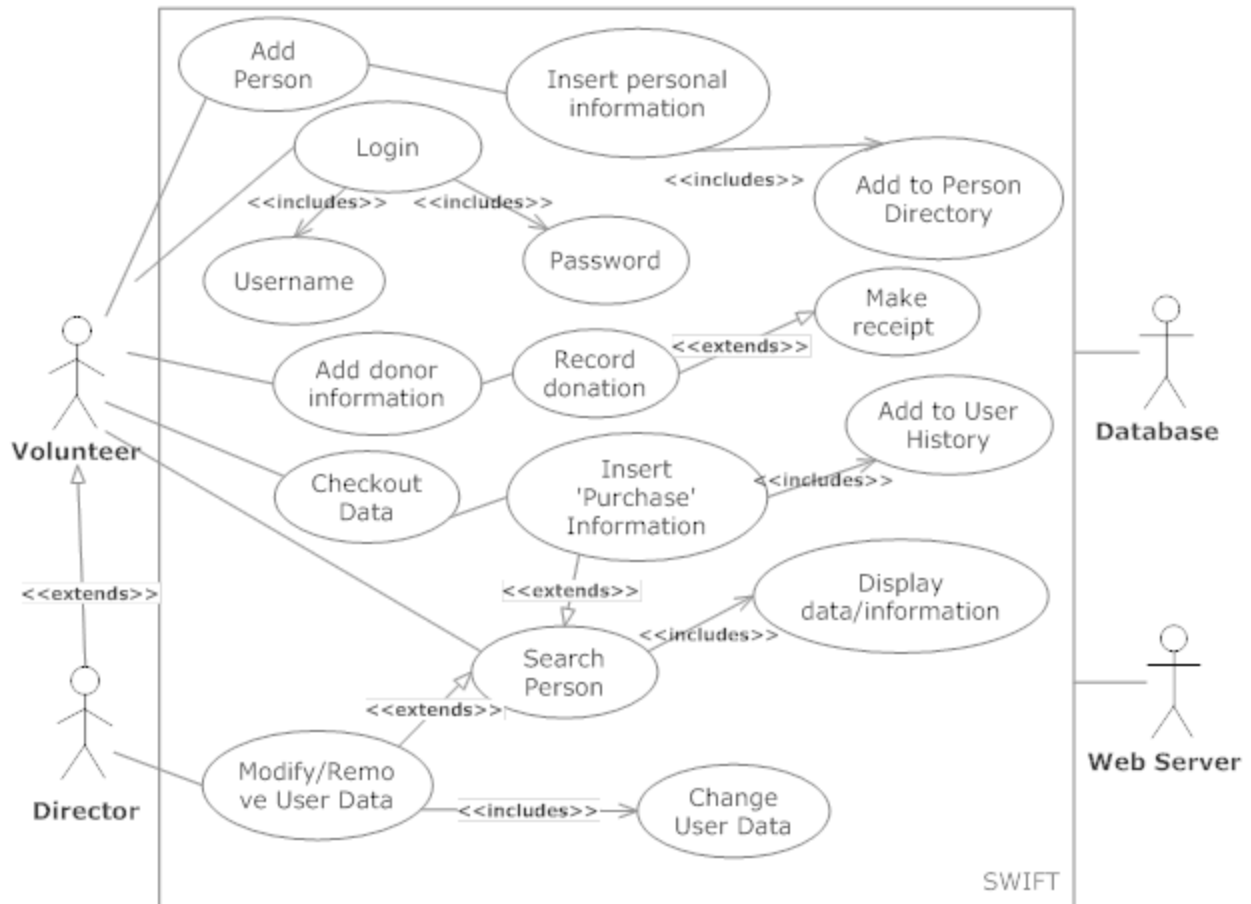 Add
Person
Insert personal
information
Login
<<includes>>
<<includes>>
<<includes>>
Add to Person
Directory
Username
Password
Make
receipt
<<extends>>
Add donor
information
Record
donation
Volunteer
Database
Add to User
History
Checkout
Data
Insert
'Purchase'
Information
<<includes>>
<<extends>>
<<extends>>
Display
data/information
<<includes>>
Search
Person
<<extends>>
Director
Web Server
Modify/Remo
ve User Data
<<includes>>
Change
User Data
SWIFT